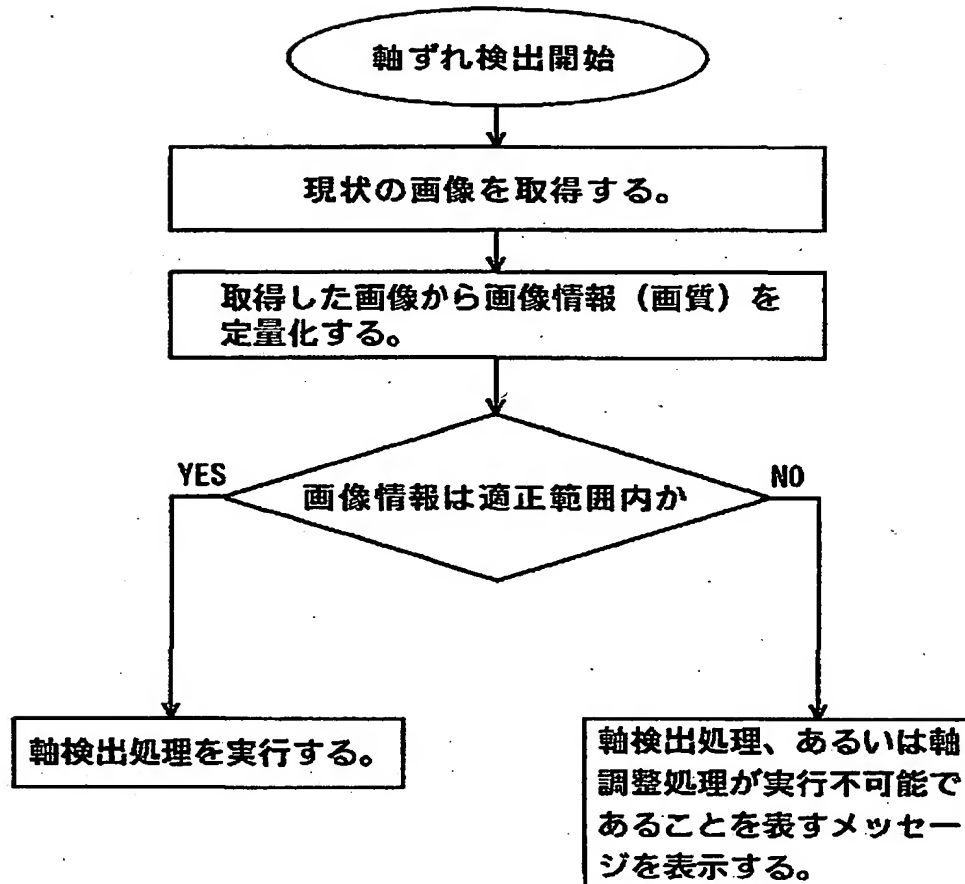 軸ずれ検出開始
現状の画像を取得する。
取得した画像から画像情報（画質）を
定量化する。
YES
NO
画像情報は適正範囲内か
軸検出処理を実行する。
軸検出処理、あるいは軸
調整処理が実行不可能で
あることを表すメッセー
ジを表示する。